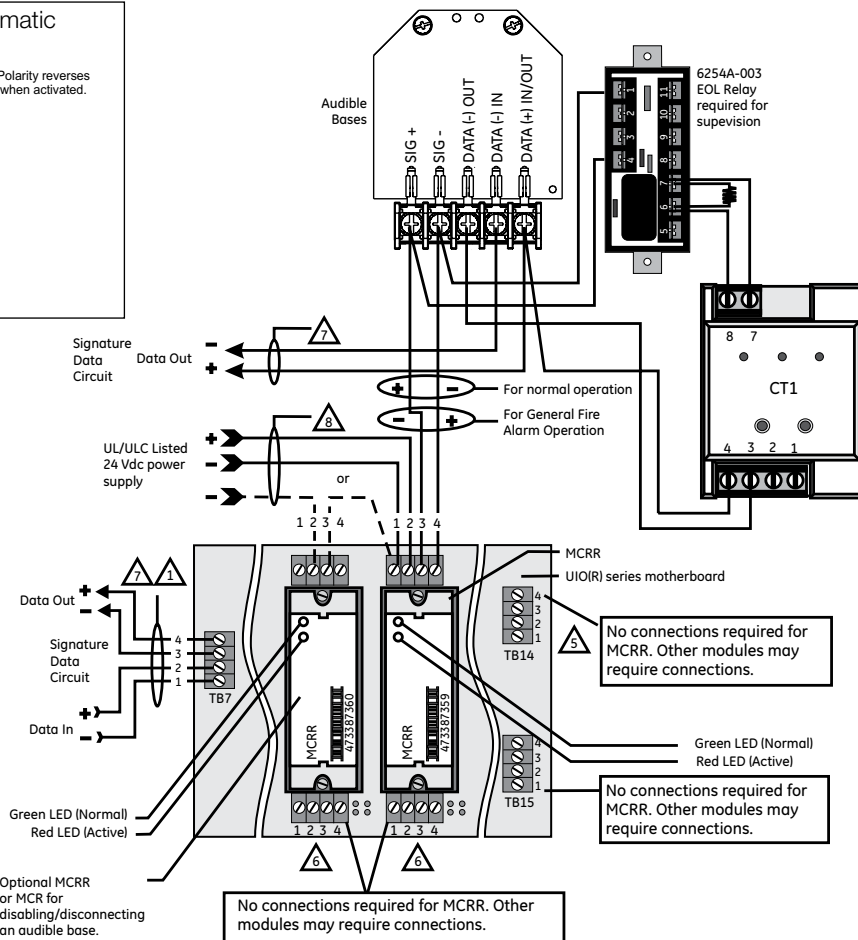 matic
Polarity reverses
when activated.
Audible
Bases
SIG +
SIG -
DATA (-) OUT
DATA (-) IN
DATA (+) IN/OUT
6254A-003
EOL Relay
required for
supevision
1
2
3
4
11
10
9
8
7
6
5
8 7
CT1
4 3 2 1
Signature
Data
Circuit
Data Out
-
+
7
+ -
For normal operation
- +
For General Fire
Alarm Operation
8
UL/ULC Listed
24 Vdc power
supply
+
-
-
or
1 2 3 4
1 2 3 4
MCRR
UIO(R) series motherboard
7
1
Data Out
+
-
Signature
Data
Circuit
Data In
+
-
4
3
2
1
TB7
MCRR
473387360
MCRR
473387359
4
3
2
1
TB14
5
No connections required for
MCRR. Other modules may
require connections.
Green LED (Normal)
Red LED (Active)
4
3
2
1
TB15
No connections required for
MCRR. Other modules may
require connections.
Green LED (Normal)
Red LED (Active)
1 2 3 4
1 2 3 4
6
6
Optional MCRR
or MCR for
disabling/disconnecting
an audible base.
No connections required for MCRR. Other
modules may require connections.